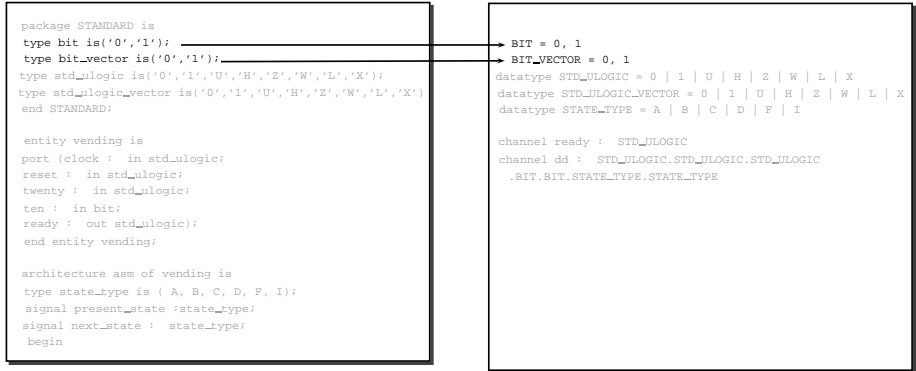 package STANDARD is
type bit is('0','1');
type bit_vector is('0','1');
type std_ulogic is('0','1','U','H','Z','W','L','X');
type std_ulogic_vector is('0','1','U','H','Z','W','L','X')
end STANDARD;
entity vending is
port (clock : in std_ulogic;
reset : in std_ulogic;
twenty : in std_ulogic;
ten : in bit;
ready : out std_ulogic);
end entity vending;
architecture asm of vending is
type state_type is ( A, B, C, D, F, I);
signal present_state :state_type;
signal next_state : state_type;
begin
BIT = 0, 1
BIT_VECTOR = 0, 1
datatype STD_ULOGIC = 0 | 1 | U | H | Z | W | L | X
datatype STD_ULOGIC_VECTOR = 0 | 1 | U | H | Z | W | L | X
datatype STATE_TYPE = A | B | C | D | F | I
channel ready : STD_ULOGIC
channel dd : STD_ULOGIC.STD_ULOGIC.STD_ULOGIC
.BIT.BIT.STATE_TYPE.STATE_TYPE